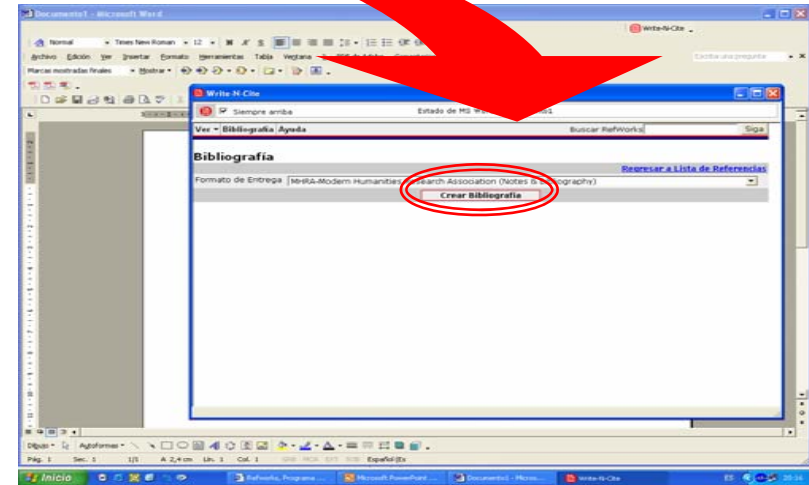 Documento1 - Microsoft Word
Write-N-Cite
Normal Times New Roman 12 N K S
Archivo Edición Ver Insertar Formato Herramientas Tabla Ventana
Escriba una pregunta
Marcas mostradas finales Mostrar
Write-N-Cite
Siempre arriba Estado de MS
Ver Bibliografía Ayuda Buscar RefWorks Siga
Bibliografía
Regresar a Lista de Referencias
Formato de Entrega MHRA-Modern Humanities Research Association (Notes & Bibliography)
Crear Bibliografía
Dibujo Autoformas
Pág. 1 Sec. 1 1/1 A 2,4 cm Lín. 1 Col. 1 Español (Es
Inicio Refworks, Programa ... Microsoft PowerPoint ... Documento1 - Micros... Write-N-Cite ES